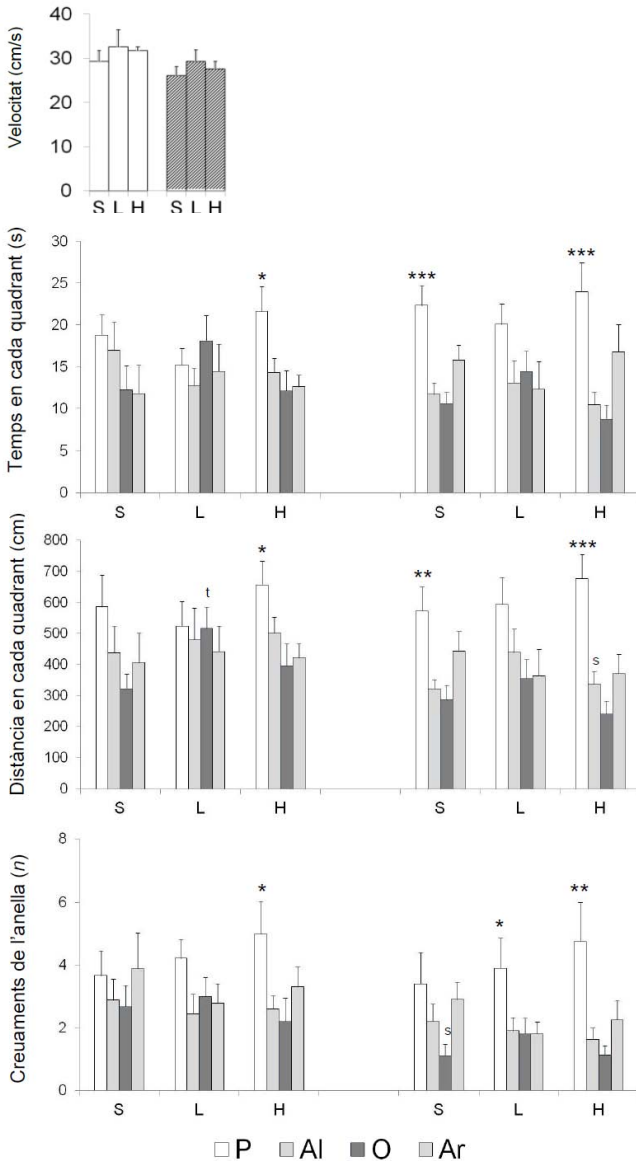 Velocitat (cm/s)
40
30
20
10
0
S L H S L H
Temps en cada quadrant (s)
30
25
20
15
10
5
0
* *** ***
S L H S L H
Distància en cada quadrant (cm)
800
700
600
500
400
300
200
100
0
t * ** s ***
S L H S L H
Creuaments de l'anella (n)
8
6
4
2
0
* s * **
S L H S L H
P Al O Ar